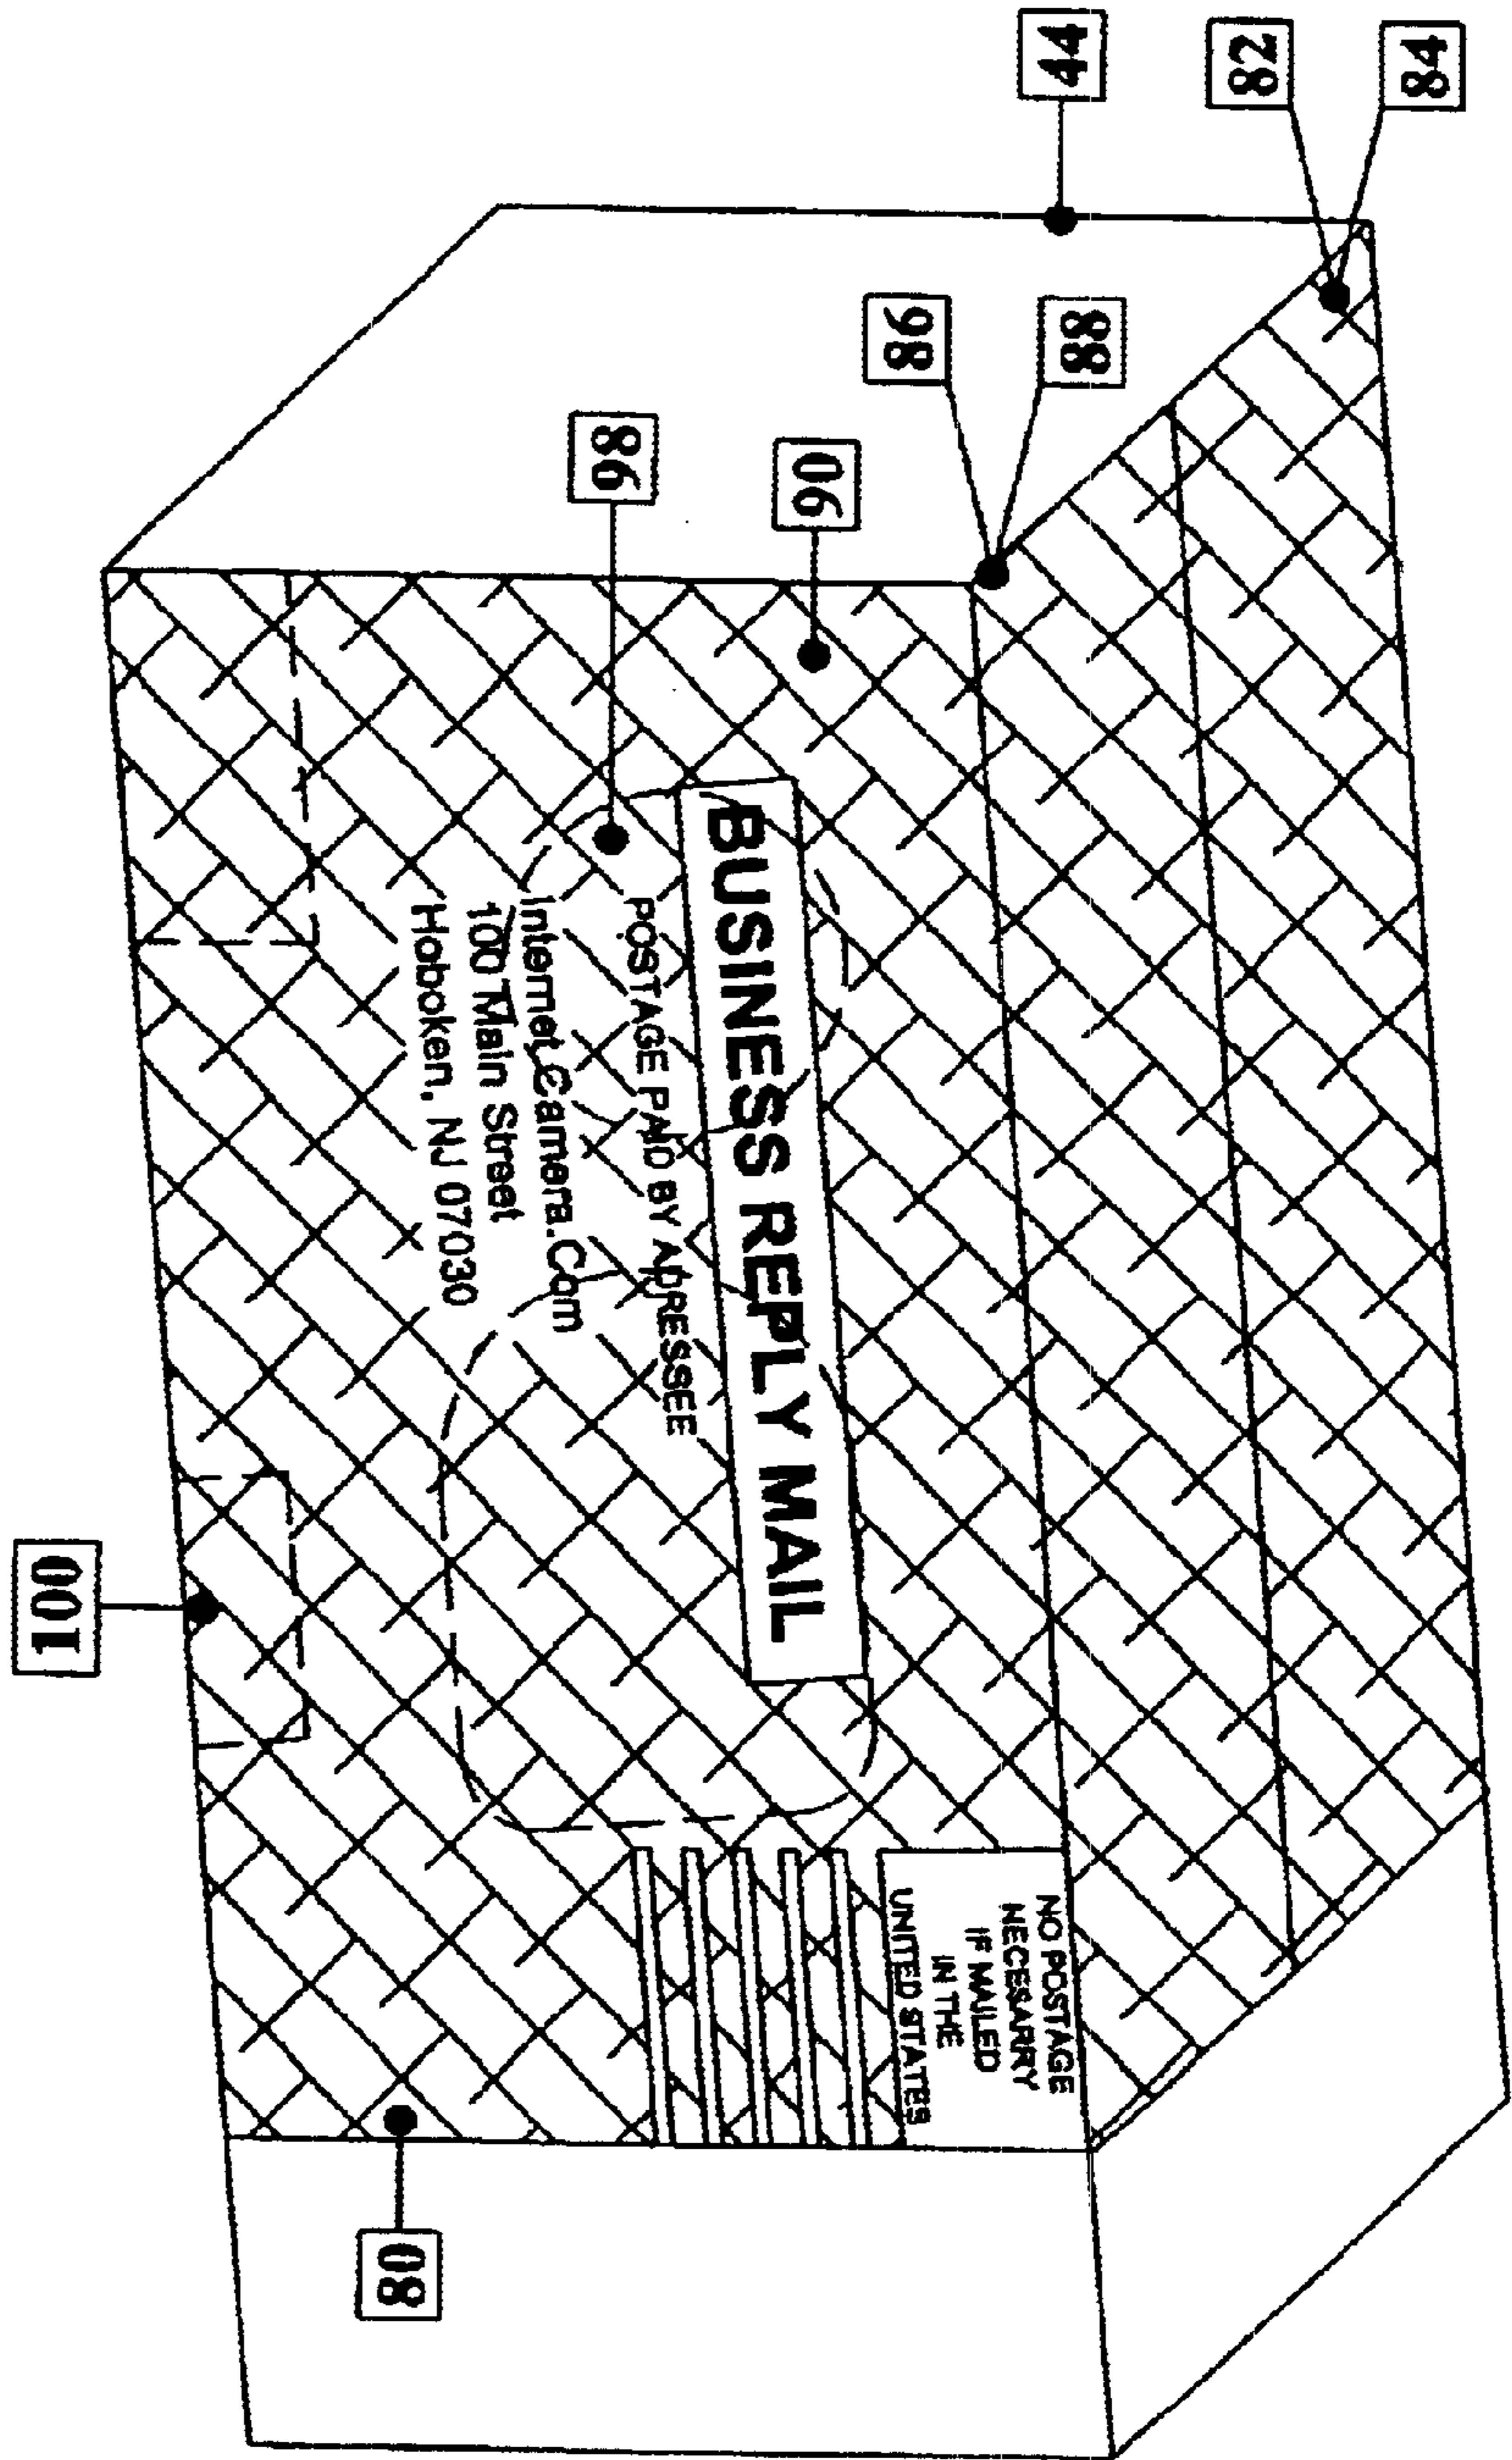 44
82
84
86
88
98
90
NO POSTAGE
NECESARRY
IF MAILED
IN THE
UNITED STATES
BUSINESS REPLY MAIL
POSTAGE PAID BY ADRESSEE
Internet Camera.Com
100 Main Street
Hoboken, NJ 07030
100
80